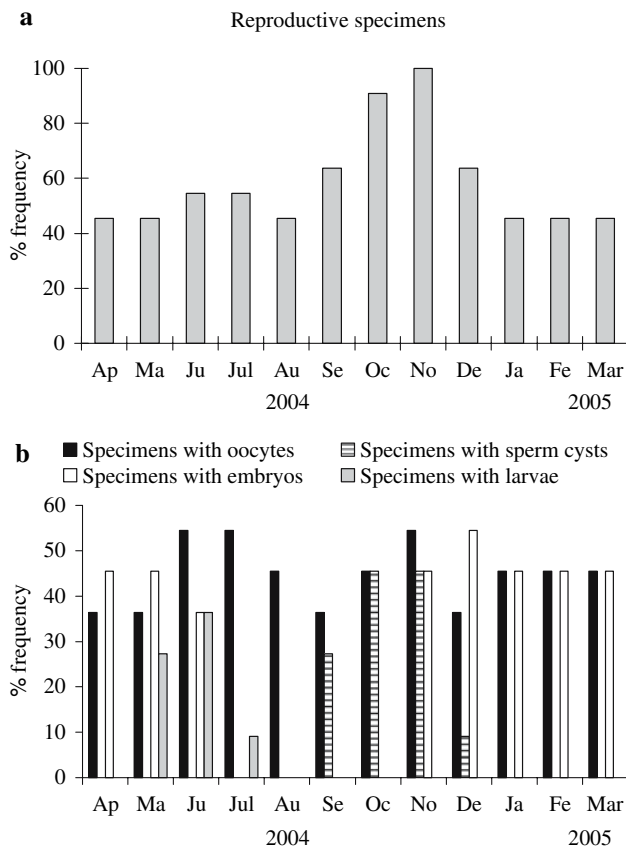 a Reproductive specimens
% frequency
100
80
60
40
20
0
Ap Ma Ju Jul Au Se Oc No De Ja Fe Mar
2004 2005
b Specimens with oocytes Specimens with sperm cysts
Specimens with embryos Specimens with larvae
% frequency
60
50
40
30
20
10
0
Ap Ma Ju Jul Au Se Oc No De Ja Fe Mar
2004 2005